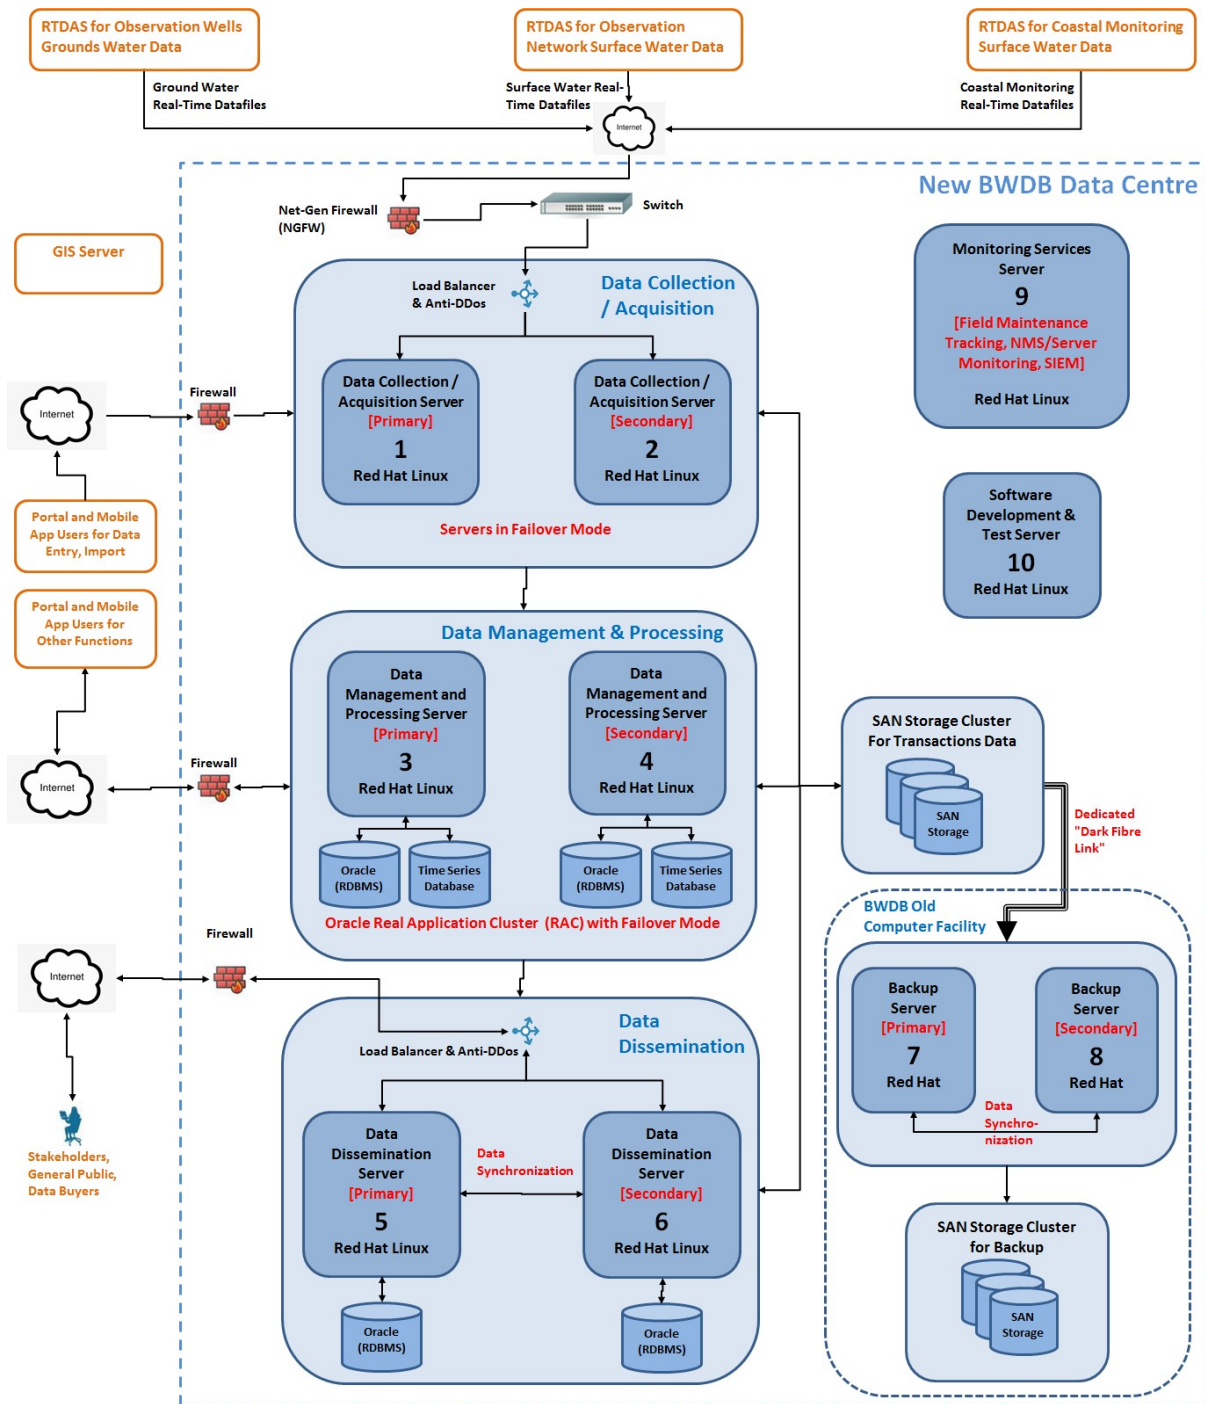 RTDAS for Observation Wells
Grounds Water Data
RTDAS for Observation
Network Surface Water Data
RTDAS for Coastal Monitoring
Surface Water Data
Ground Water
Real-Time Datafiles
Surface Water Real-
Time Datafiles
Coastal Monitoring
Real-Time Datafiles
Internet
New BWDB Data Centre
Net-Gen Firewall
(NGFW)
Switch
GIS Server
Load Balancer
& Anti-DDos
Data Collection
/ Acquisition
Data Collection /
Acquisition Server
[Primary]
1
Red Hat Linux
Data Collection /
Acquisition Server
[Secondary]
2
Red Hat Linux
Servers in Failover Mode
Monitoring Services
Server
9
[Field Maintenance
Tracking, NMS/Server
Monitoring, SIEM]
Red Hat Linux
Internet
Firewall
Portal and Mobile
App Users for Data
Entry, Import
Software
Development &
Test Server
10
Red Hat Linux
Portal and Mobile
App Users for
Other Functions
Internet
Firewall
Data Management & Processing
Data
Management and
Processing Server
[Primary]
3
Red Hat Linux
Data
Management and
Processing Server
[Secondary]
4
Red Hat Linux
Oracle
(RDBMS)
Time Series
Database
Oracle
(RDBMS)
Time Series
Database
Oracle Real Application Cluster (RAC) with Failover Mode
SAN Storage Cluster
For Transactions Data
SAN
Storage
Dedicated
"Dark Fibre
Link"
BWDB Old
Computer Facility
Backup
Server
[Primary]
7
Red Hat
Backup
Server
[Secondary]
8
Red Hat
Data
Synchro-
nization
SAN Storage Cluster
for Backup
SAN
Storage
Internet
Firewall
Stakeholders,
General Public,
Data Buyers
Load Balancer & Anti-DDos
Data
Dissemination
Data
Dissemination
Server
[Primary]
5
Red Hat Linux
Data
Synchronization
Data
Dissemination
Server
[Secondary]
6
Red Hat Linux
Oracle
(RDBMS)
Oracle
(RDBMS)